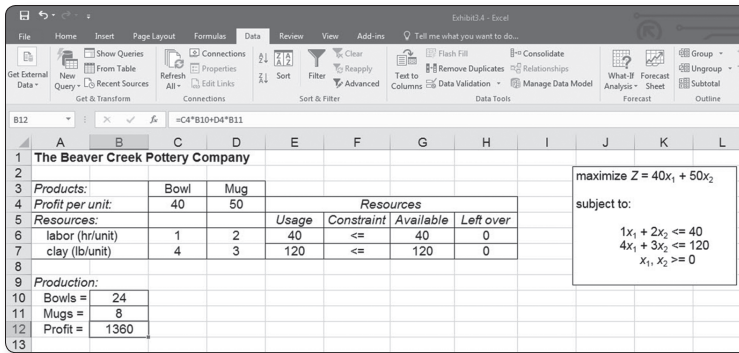 Exhibit3.4 - Excel
File Home Insert Page Layout Formulas Data Review View Add-ins Tell me what you want to do...
Get External Data
New Query
Show Queries
From Table
Recent Sources
Get & Transform
Refresh All
Connections
Properties
Edit Links
Connections
Sort
Filter
Clear
Reapply
Advanced
Sort & Filter
Text to Columns
Flash Fill
Remove Duplicates
Data Validation
Consolidate
Relationships
Manage Data Model
Data Tools
What-If Analysis
Forecast Sheet
Forecast
Group
Ungroup
Subtotal
Outline
B12 fx =C4*B10+D4*B11
A B C D E F G H I J K L
1 The Beaver Creek Pottery Company
2
3 Products: Bowl Mug
4 Profit per unit: 40 50 Resources
5 Resources: Usage Constraint Available Left over
6 labor (hr/unit) 1 2 40 <= 40 0
7 clay (lb/unit) 4 3 120 <= 120 0
8
9 Production:
10 Bowls = 24
11 Mugs = 8
12 Profit = 1360
13
maximize Z = 40x₁ + 50x₂
subject to:
1x₁ + 2x₂ <= 40
4x₁ + 3x₂ <= 120
x₁, x₂ >= 0